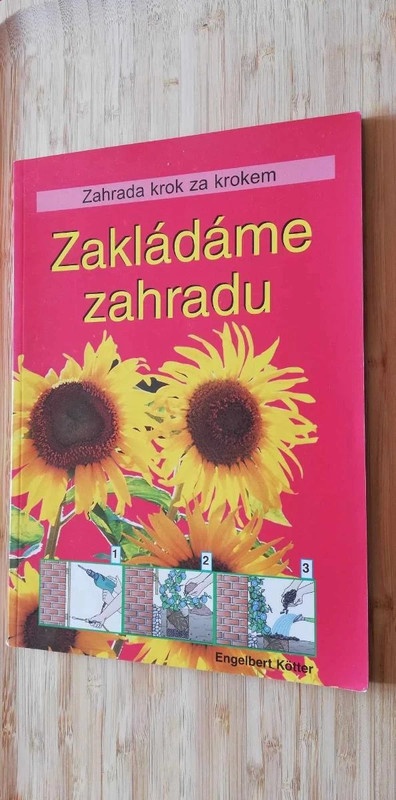 Zahrada krok za krokem
Zakládáme
zahradu
1
2
3
Engelbert Kötter